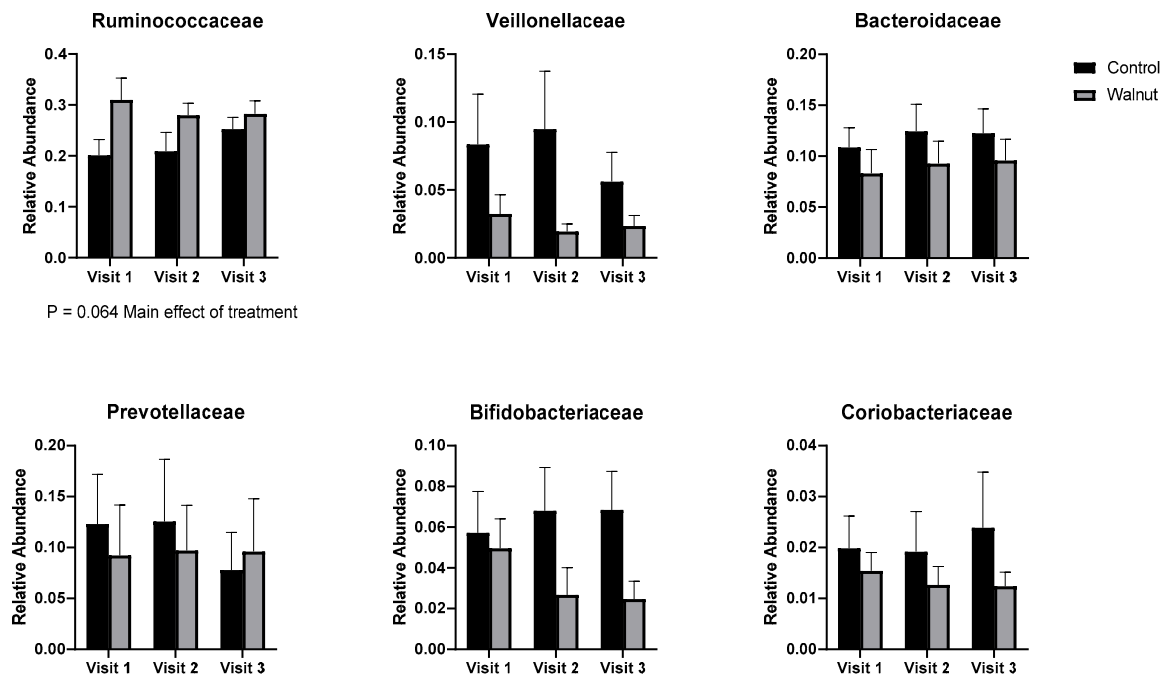 Ruminococcaceae
Relative Abundance
0.4
0.3
0.2
0.1
0.0
Visit 1 Visit 2 Visit 3
P = 0.064 Main effect of treatment
Veillonellaceae
Relative Abundance
0.15
0.10
0.05
0.00
Visit 1 Visit 2 Visit 3
Bacteroidaceae
Relative Abundance
0.20
0.15
0.10
0.05
0.00
Visit 1 Visit 2 Visit 3
Control
Walnut
Prevotellaceae
Relative Abundance
0.20
0.15
0.10
0.05
0.00
Visit 1 Visit 2 Visit 3
Bifidobacteriaceae
Relative Abundance
0.10
0.08
0.06
0.04
0.02
0.00
Visit 1 Visit 2 Visit 3
Coriobacteriaceae
Relative Abundance
0.04
0.03
0.02
0.01
0.00
Visit 1 Visit 2 Visit 3